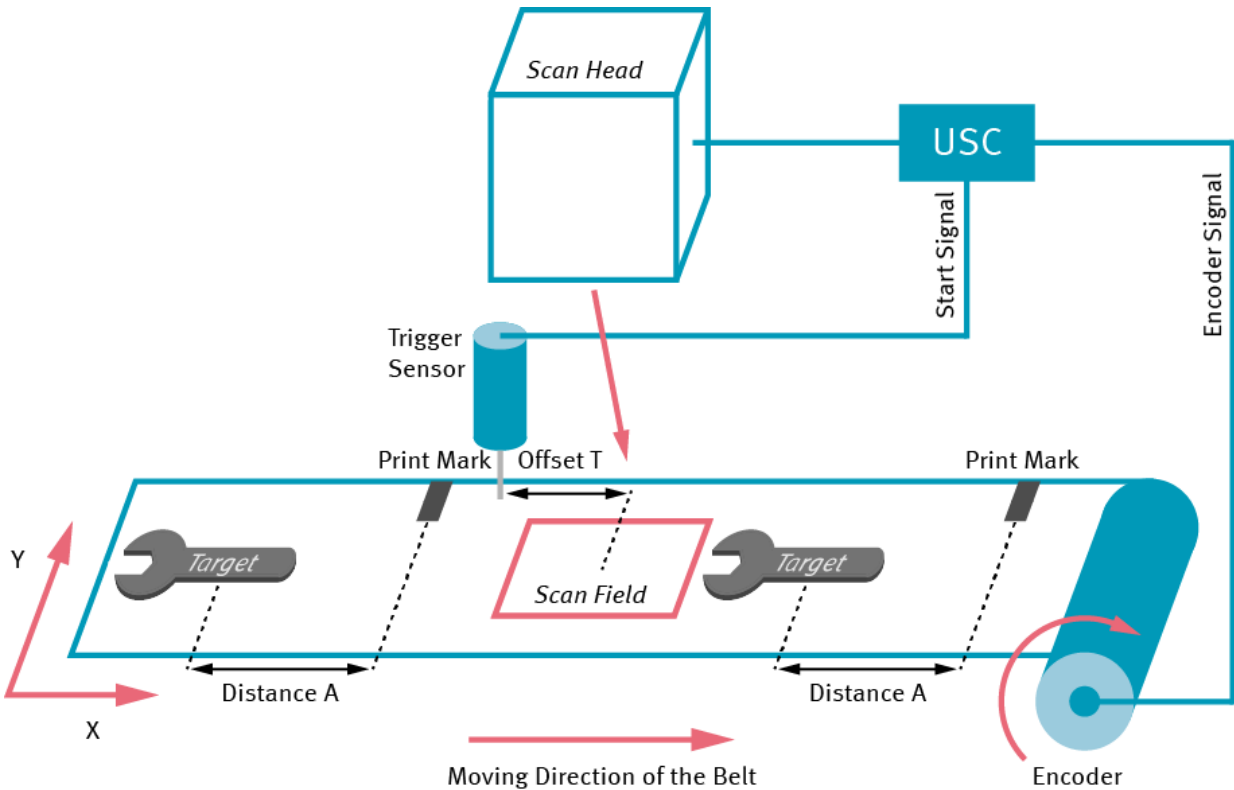 Scan Head
USC
Start Signal
Encoder Signal
Trigger
Sensor
Print Mark
Offset T
Print Mark
Y
Target
Scan Field
Target
Distance A
Distance A
X
Moving Direction of the Belt
Encoder